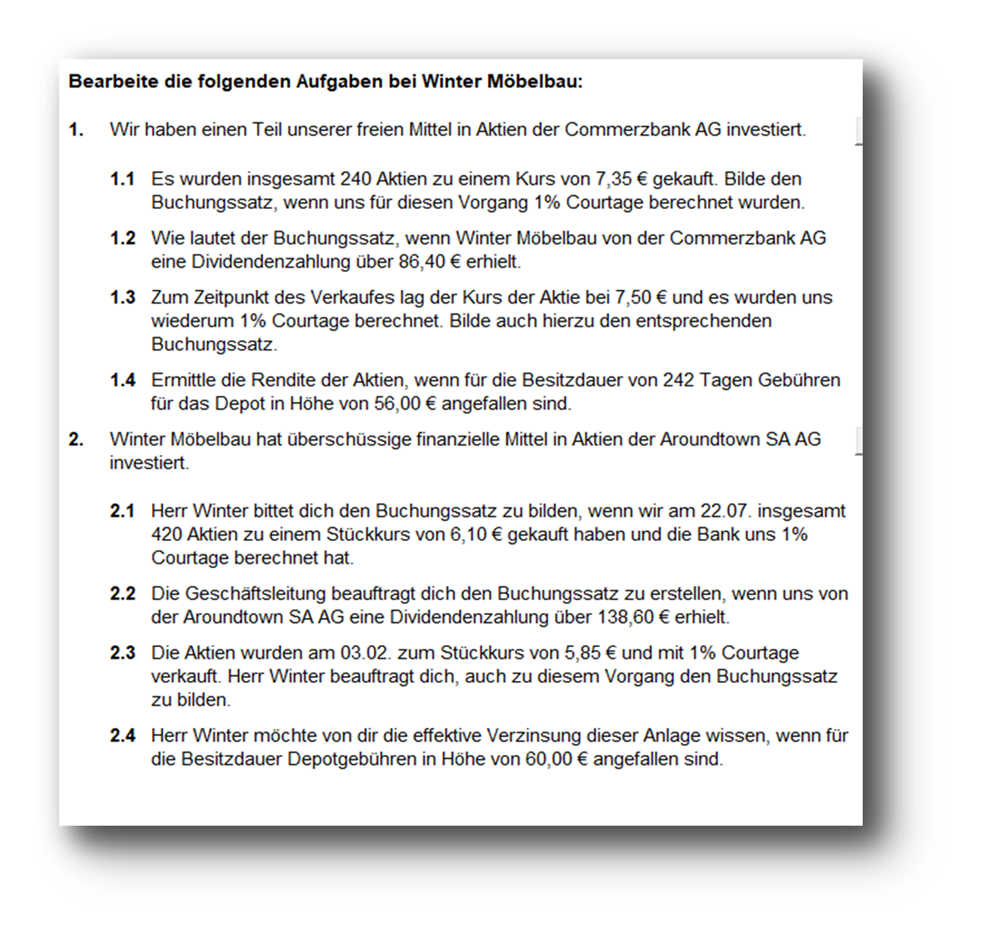 Bearbeite die folgenden Aufgaben bei Winter Möbelbau:
1. Wir haben einen Teil unserer freien Mittel in Aktien der Commerzbank AG investiert.
1.1 Es wurden insgesamt 240 Aktien zu einem Kurs von 7,35 € gekauft. Bilde den
Buchungssatz, wenn uns für diesen Vorgang 1% Courtage berechnet wurden.
1.2 Wie lautet der Buchungssatz, wenn Winter Möbelbau von der Commerzbank AG
eine Dividendenzahlung über 86,40 € erhielt.
1.3 Zum Zeitpunkt des Verkaufes lag der Kurs der Aktie bei 7,50 € und es wurden uns
wiederum 1% Courtage berechnet. Bilde auch hierzu den entsprechenden
Buchungssatz.
1.4 Ermittle die Rendite der Aktien, wenn für die Besitzdauer von 242 Tagen Gebühren
für das Depot in Höhe von 56,00 € angefallen sind.
2. Winter Möbelbau hat überschüssige finanzielle Mittel in Aktien der Aroundtown SA AG
investiert.
2.1 Herr Winter bittet dich den Buchungssatz zu bilden, wenn wir am 22.07. insgesamt
420 Aktien zu einem Stückkurs von 6,10 € gekauft haben und die Bank uns 1%
Courtage berechnet hat.
2.2 Die Geschäftsleitung beauftragt dich den Buchungssatz zu erstellen, wenn uns von
der Aroundtown SA AG eine Dividendenzahlung über 138,60 € erhielt.
2.3 Die Aktien wurden am 03.02. zum Stückkurs von 5,85 € und mit 1% Courtage
verkauft. Herr Winter beauftragt dich, auch zu diesem Vorgang den Buchungssatz
zu bilden.
2.4 Herr Winter möchte von dir die effektive Verzinsung dieser Anlage wissen, wenn für
die Besitzdauer Depotgebühren in Höhe von 60,00 € angefallen sind.